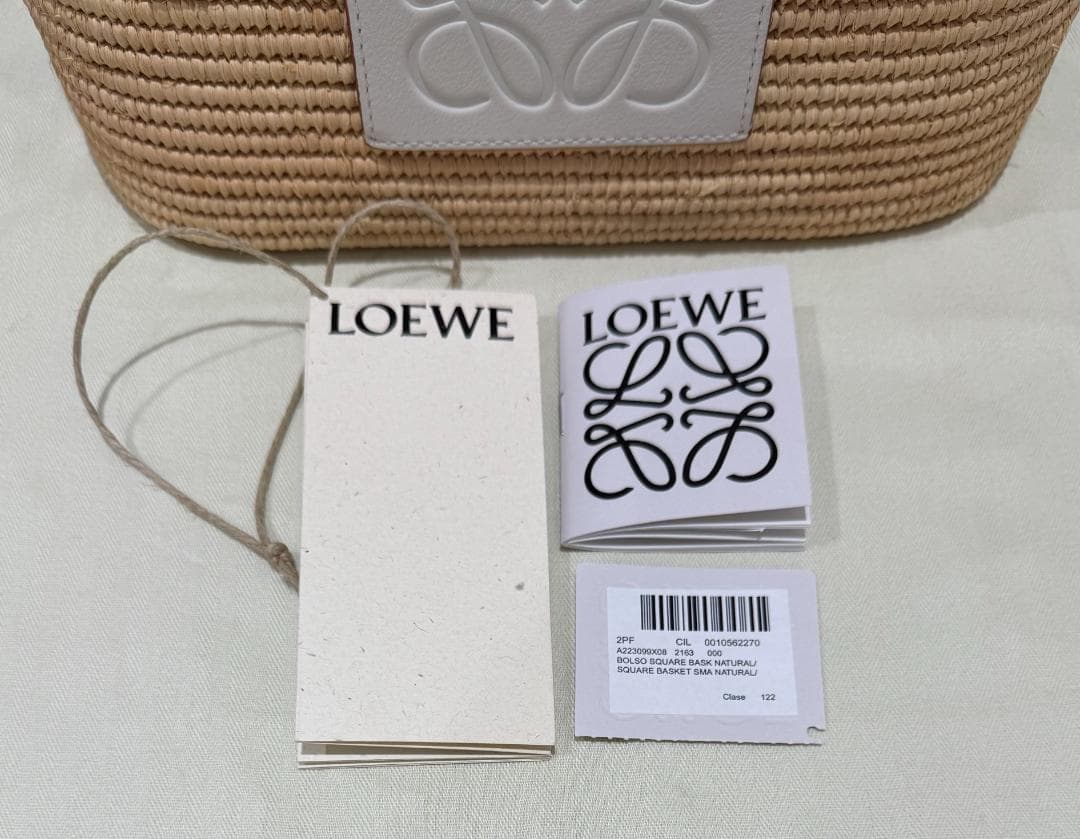 LOEWE
LOEWE
2PF CIL 0010562270
A223099X08 2163 000
BOLSO SQUARE BASK NATURAL/
SQUARE BASKET SMA NATURAL/
Clase 122